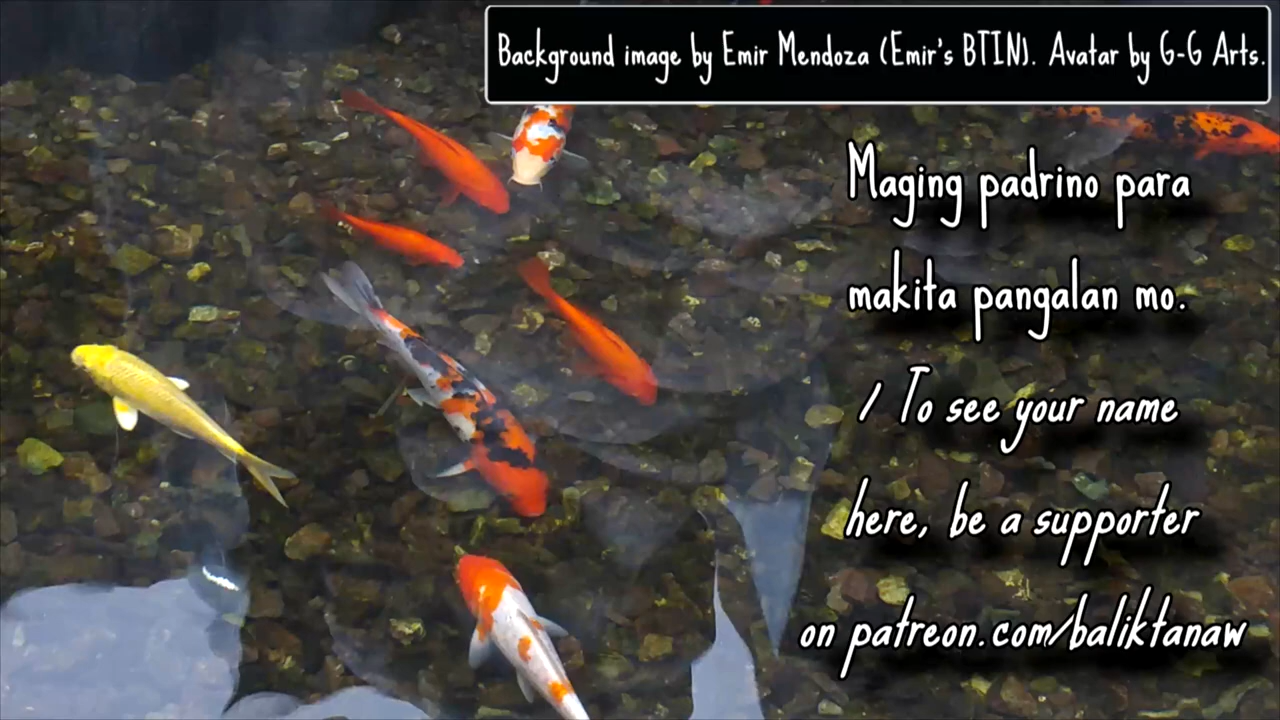 Background image by Emir Mendoza (Emir's BTIN). Avatar by G-G Arts.
Maging padrino para
makita pangalan mo.
/ To see your name
here, be a supporter
on patreon.com/baliktanaw